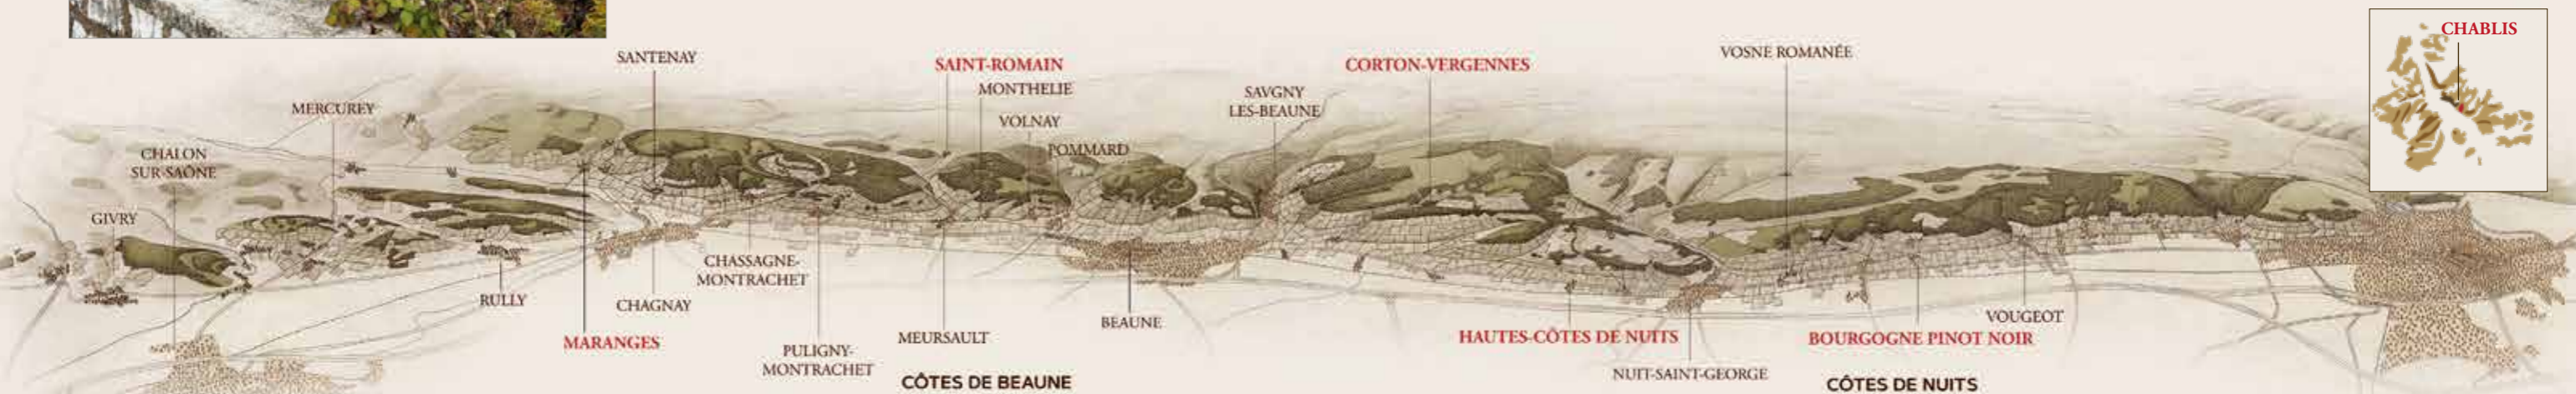 CHABLIS
SANTENAY
SAINT-ROMAIN
MONTHELIE
VOLNAY
POMMARD
CORTON-VERGENNES
SAVGNY
LES-BEAUNE
VOSNE ROMANÉE
MERCUREY
CHALON
SUR-SAÔNE
GIVRY
RULLY
MARANGES
CHAGNAY
CHASSAGNE-
MONTRACHET
PULIGNY-
MONTRACHET
MEURSAULT
BEAUNE
CÔTES DE BEAUNE
HAUTES-CÔTES DE NUITS
NUIT-SAINT-GEORGE
BOURGOGNE PINOT NOIR
VOUGEOT
CÔTES DE NUITS